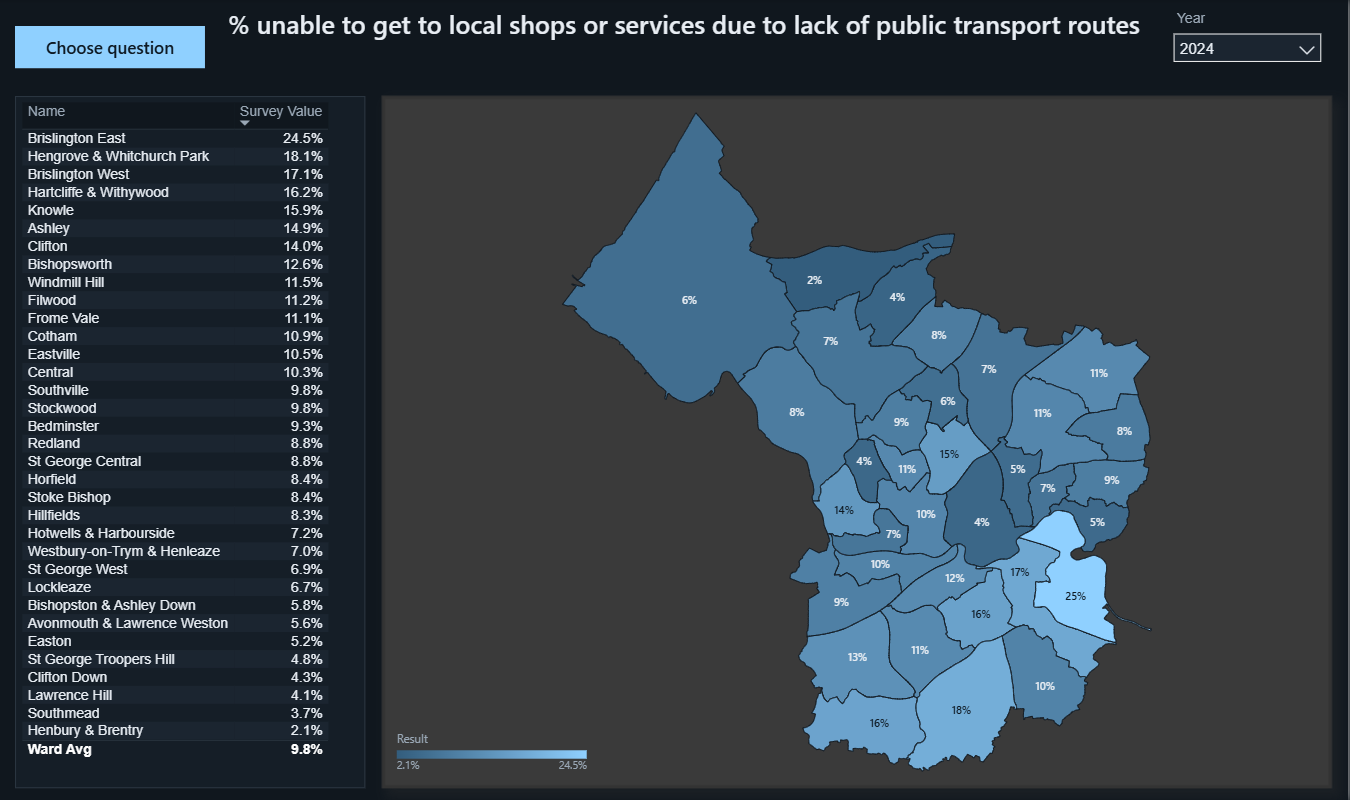 % unable to get to local shops or services due to lack of public transport routes
Choose question
Year
2024
Name Survey Value
Brislington East 24.5%
Hengrove & Whitchurch Park 18.1%
Brislington West 17.1%
Hartcliffe & Withywood 16.2%
Knowle 15.9%
Ashley 14.9%
Clifton 14.0%
Bishopsworth 12.6%
Windmill Hill 11.5%
Filwood 11.2%
Frome Vale 11.1%
Cotham 10.9%
Eastville 10.5%
Central 10.3%
Southville 9.8%
Stockwood 9.8%
Bedminster 9.3%
Redland 8.8%
St George Central 8.8%
Horfield 8.4%
Stoke Bishop 8.4%
Hillfields 8.3%
Hotwells & Harbourside 7.2%
Westbury-on-Trym & Henleaze 7.0%
St George West 6.9%
Lockleaze 6.7%
Bishopston & Ashley Down 5.8%
Avonmouth & Lawrence Weston 5.6%
Easton 5.2%
St George Troopers Hill 4.8%
Clifton Down 4.3%
Lawrence Hill 4.1%
Southmead 3.7%
Henbury & Brentry 2.1%
Ward Avg 9.8%
2%
4%
6%
8%
7%
7%
11%
6%
8%
11%
9%
8%
15%
4%
11%
5%
9%
7%
14%
10%
4%
5%
7%
10%
17%
12%
25%
9%
16%
11%
13%
10%
18%
16%
Result
2.1% 24.5%